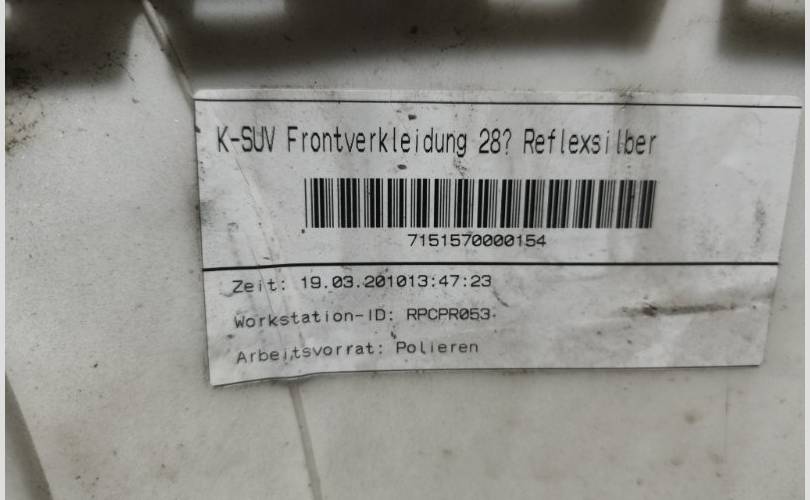 K-SUV Frontverkleidung 28? Reflexsilber
7151570000154
Zeit: 19.03.201013:47:23
Workstation-ID: RPCPR053
Arbeitsvorrat: Polieren